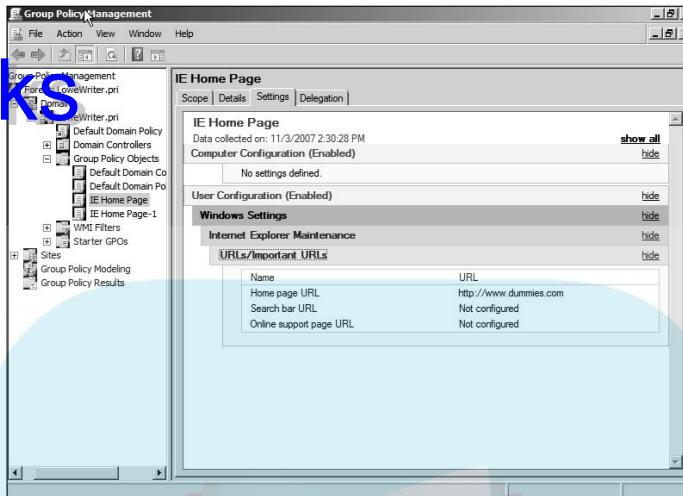 Group Policy Management
File Action View Window Help
ks
Group Policy Management
Forest: LoweWriter.pri
Domains
LoweWriter.pri
Default Domain Policy
Domain Controllers
Group Policy Objects
Default Domain Co
Default Domain Po
IE Home Page
IE Home Page-1
WMI Filters
Starter GPOs
Sites
Group Policy Modeling
Group Policy Results
IE Home Page
Scope Details Settings Delegation
IE Home Page
Data collected on: 11/3/2007 2:30:28 PM show all
Computer Configuration (Enabled) hide
No settings defined.
User Configuration (Enabled) hide
Windows Settings hide
Internet Explorer Maintenance hide
URLs/Important URLs hide
Name URL
Home page URL http://www.dummies.com
Search bar URL Not configured
Online support page URL Not configured